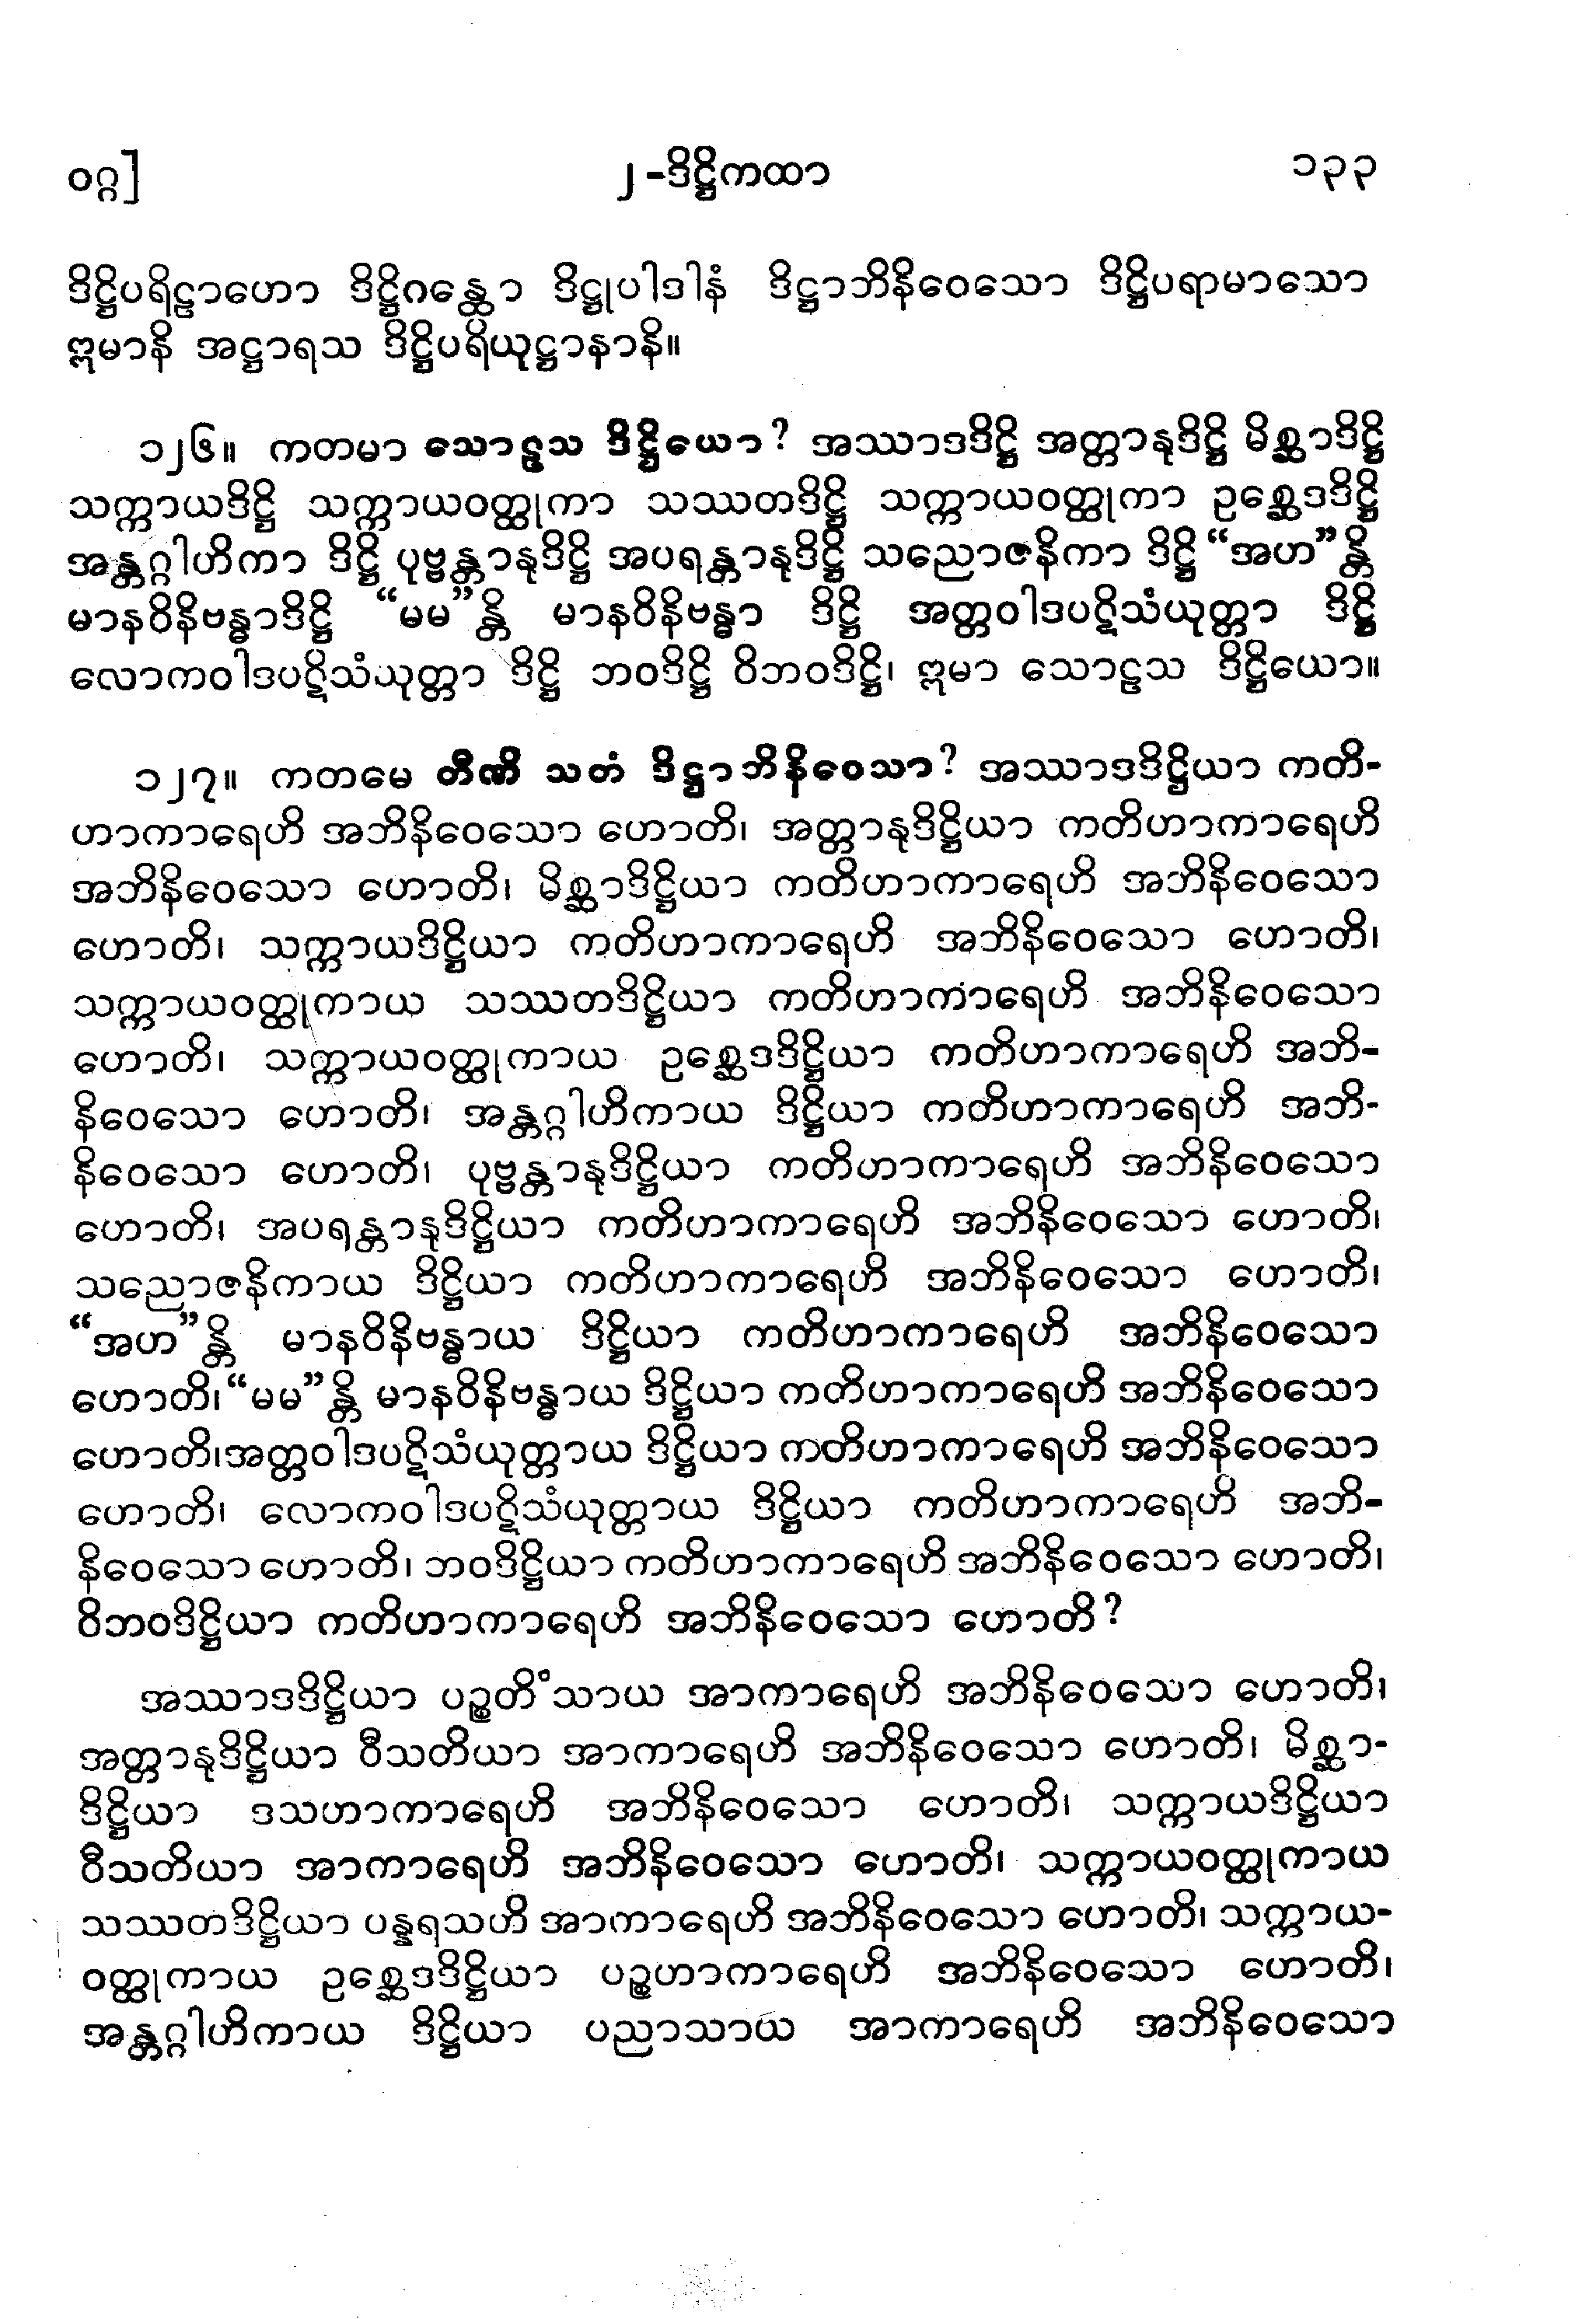 ဝဂ္ဂ]
၂-ဒိဋ္ဌိကထာ
၁၃၃
ဒိဋ္ဌိပရိဠာဟော ဒိဋ္ဌိဂန္ထော ဒိဋ္ဌုပါဒါနံ ဒိဋ္ဌာဘိနိဝေသော ဒိဋ္ဌိပရာမာသော
ဣမာနိ အဋ္ဌာရသ ဒိဋ္ဌိပရိယုဋ္ဌာနာနိ။
၁၂၆။ ကတမာ သောဠသ ဒိဋ္ဌိယော? အဿာဒဒိဋ္ဌိ အတ္တာနုဒိဋ္ဌိ မိစ္ဆာဒိဋ္ဌိ
သက္ကာယဒိဋ္ဌိ သက္ကာယဝတ္ထုကာ သဿတဒိဋ္ဌိ သက္ကာယဝတ္ထုကာ ဥစ္ဆေဒဒိဋ္ဌိ
အန္တဂ္ဂါဟိကာ ဒိဋ္ဌိ ပုဗ္ဗန္တာနုဒိဋ္ဌိ အပရန္တာနုဒိဋ္ဌိ သညောဇနိကာ ဒိဋ္ဌိ “အဟ”န္တိ
မာနဝိနိဗန္ဓာဒိဋ္ဌိ “မမ”န္တိ မာနဝိနိဗန္ဓာ ဒိဋ္ဌိ အတ္တဝါဒပဋိသံယုတ္တာ ဒိဋ္ဌိ
လောကဝါဒပဋိသံယုတ္တာ ဒိဋ္ဌိ ဘဝဒိဋ္ဌိ ဝိဘဝဒိဋ္ဌိ၊ ဣမာ သောဠသ ဒိဋ္ဌိယော။
၁၂၇။ ကတမေ တီဏိ သတံ ဒိဋ္ဌာဘိနိဝေသာ? အဿာဒဒိဋ္ဌိယာ ကတိ-
ဟာကာရေဟိ အဘိနိဝေသော ဟောတိ၊ အတ္တာနုဒိဋ္ဌိယာ ကတိဟာကာရေဟိ
အဘိနိဝေသော ဟောတိ၊ မိစ္ဆာဒိဋ္ဌိယာ ကတိဟာကာရေဟိ အဘိနိဝေသော
ဟောတိ၊ သက္ကာယဒိဋ္ဌိယာ ကတိဟာကာရေဟိ အဘိနိဝေသော ဟောတိ၊
သက္ကာယဝတ္ထုကာယ သဿတဒိဋ္ဌိယာ ကတိဟာကာရေဟိ အဘိနိဝေသော
ဟောတိ၊ သက္ကာယဝတ္ထုကာယ ဥစ္ဆေဒဒိဋ္ဌိယာ ကတိဟာကာရေဟိ အဘိ-
နိဝေသော ဟောတိ၊ အန္တဂ္ဂါဟိကာယ ဒိဋ္ဌိယာ ကတိဟာကာရေဟိ အဘိ-
နိဝေသော ဟောတိ၊ ပုဗ္ဗန္တာနုဒိဋ္ဌိယာ ကတိဟာကာရေဟိ အဘိနိဝေသော
ဟောတိ၊ အပရန္တာနုဒိဋ္ဌိယာ ကတိဟာကာရေဟိ အဘိနိဝေသော ဟောတိ၊
သညောဇနိကာယ ဒိဋ္ဌိယာ ကတိဟာကာရေဟိ အဘိနိဝေသော ဟောတိ၊
“အဟ”န္တိ မာနဝိနိဗန္ဓာယ ဒိဋ္ဌိယာ ကတိဟာကာရေဟိ အဘိနိဝေသော
ဟောတိ၊ “မမ”န္တိ မာနဝိနိဗန္ဓာယ ဒိဋ္ဌိယာ ကတိဟာကာရေဟိ အဘိနိဝေသော
ဟောတိ၊ အတ္တဝါဒပဋိသံယုတ္တာယ ဒိဋ္ဌိယာ ကတိဟာကာရေဟိ အဘိနိဝေသော
ဟောတိ၊ လောကဝါဒပဋိသံယုတ္တာယ ဒိဋ္ဌိယာ ကတိဟာကာရေဟိ အဘိ-
နိဝေသော ဟောတိ၊ ဘဝဒိဋ္ဌိယာ ကတိဟာကာရေဟိ အဘိနိဝေသော ဟောတိ၊
ဝိဘဝဒိဋ္ဌိယာ ကတိဟာကာရေဟိ အဘိနိဝေသော ဟောတိ?
အဿာဒဒိဋ္ဌိယာ ပဉ္စတိံသာယ အာကာရေဟိ အဘိနိဝေသော ဟောတိ၊
အတ္တာနုဒိဋ္ဌိယာ ဝီသတိယာ အာကာရေဟိ အဘိနိဝေသော ဟောတိ၊ မိစ္ဆာ-
ဒိဋ္ဌိယာ ဒသဟာကာရေဟိ အဘိနိဝေသော ဟောတိ၊ သက္ကာယဒိဋ္ဌိယာ
ဝီသတိယာ အာကာရေဟိ အဘိနိဝေသော ဟောတိ၊ သက္ကာယဝတ္ထုကာယ
သဿတဒိဋ္ဌိယာ ပန္နရသဟိ အာကာရေဟိ အဘိနိဝေသော ဟောတိ၊ သက္ကာယ-
ဝတ္ထုကာယ ဥစ္ဆေဒဒိဋ္ဌိယာ ပဉ္စဟာကာရေဟိ အဘိနိဝေသော ဟောတိ၊
အန္တဂ္ဂါဟိကာယ ဒိဋ္ဌိယာ ပညာသာယ အာကာရေဟိ အဘိနိဝေသော